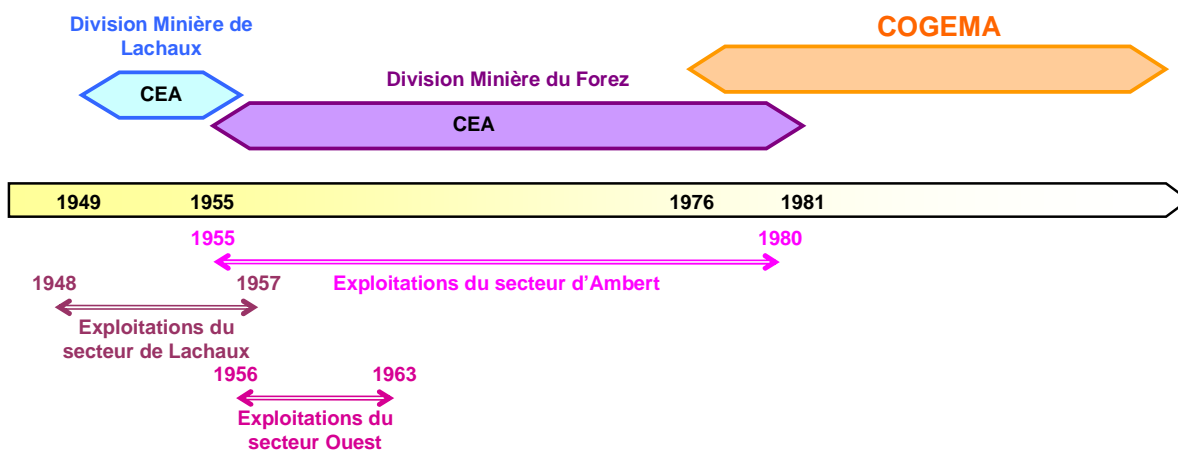 Division Minière de
Lachaux
COGEMA
Division Minière du Forez
CEA
CEA
1949 1955 1976 1981
1955 1980
Exploitations du secteur d’Ambert
1948 1957
Exploitations du
secteur de Lachaux
1956 1963
Exploitations du
secteur Ouest